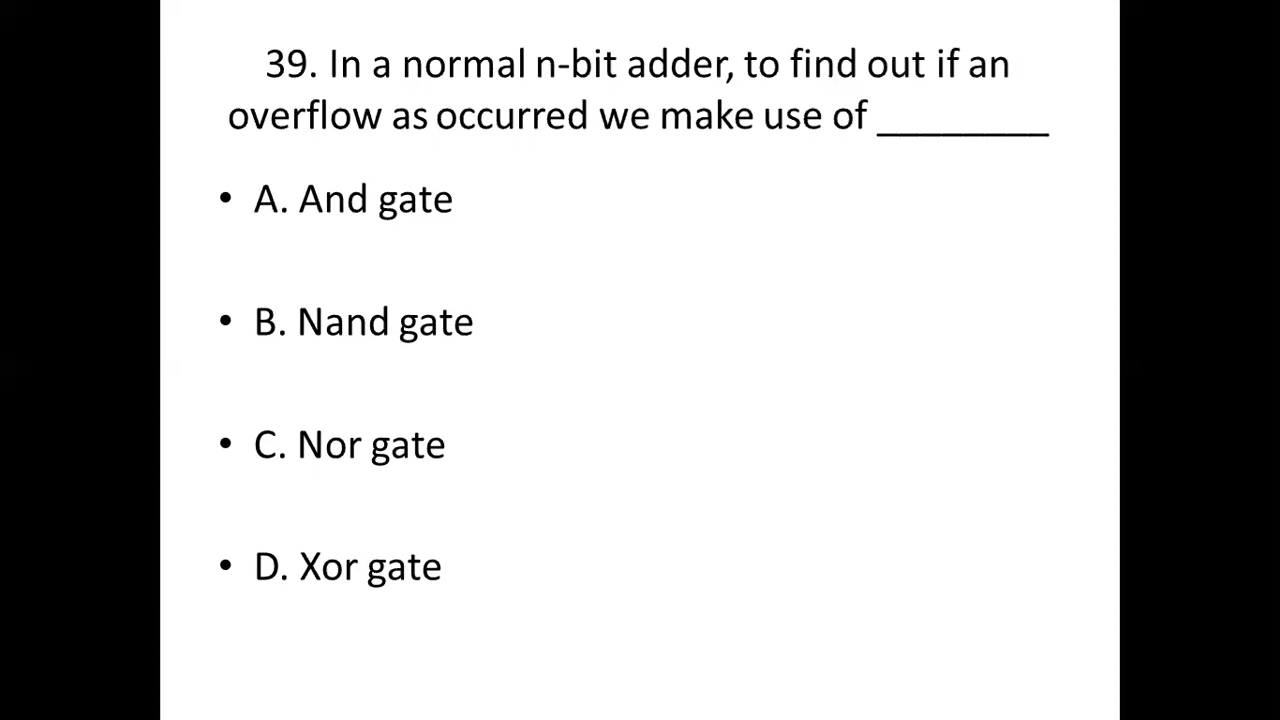 39. In a normal n-bit adder, to find out if an
overflow as occurred we make use of ________
• A. And gate
• B. Nand gate
• C. Nor gate
• D. Xor gate